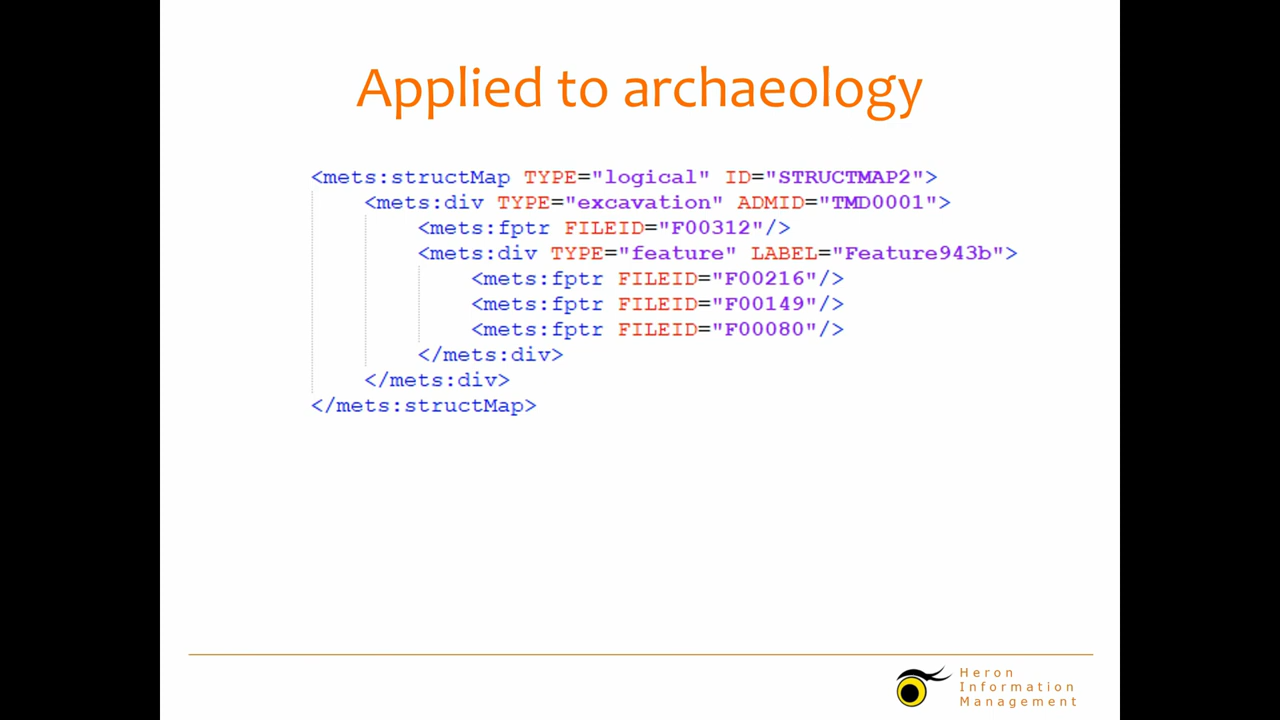 Applied to archaeology
<mets:structMap TYPE="logical" ID="STRUCTMAP2">
<mets:div TYPE="excavation" ADMID="TMD0001">
<mets:fptr FILEID="F00312"/>
<mets:div TYPE="feature" LABEL="Feature943b">
<mets:fptr FILEID="F00216"/>
<mets:fptr FILEID="F00149"/>
<mets:fptr FILEID="F00080"/>
</mets:div>
</mets:div>
</mets:structMap>
Heron
Information
Management